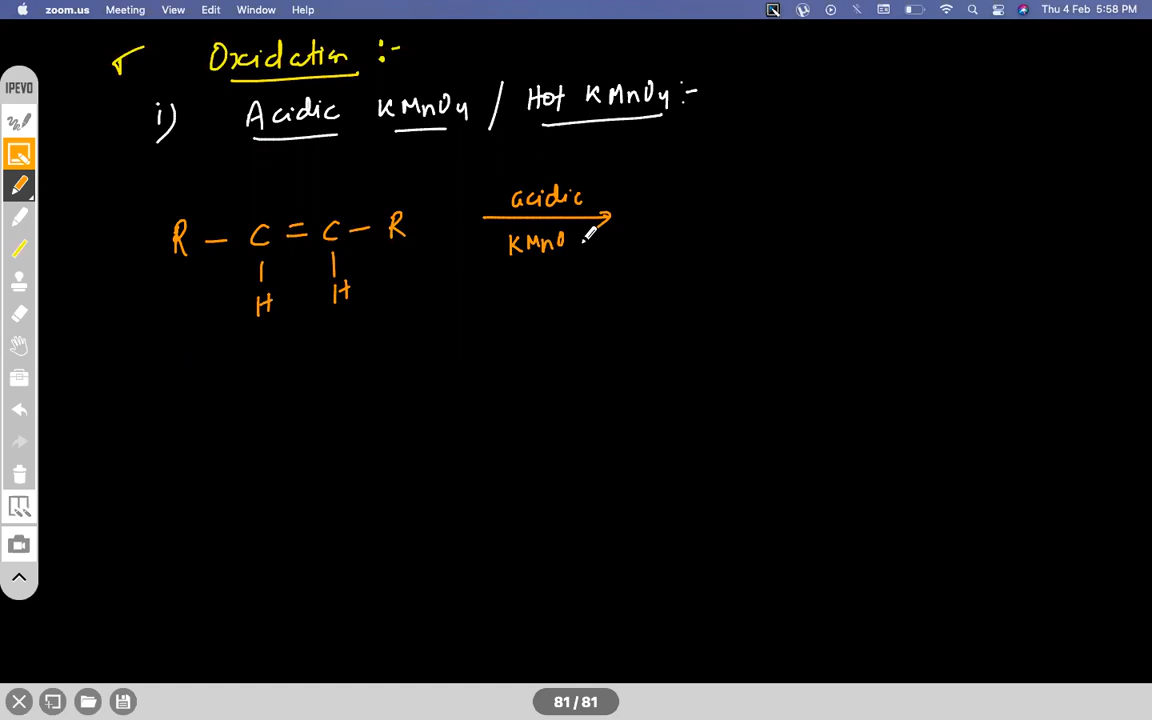 zoom.us Meeting View Edit Window Help Thu 4 Feb 5:58 PM
IPEVO
Oxidation :-
i) Acidic KMnO4 / Hot KMnO4 :-
acidic
R - C = C - R
KMnO
H H
81 / 81